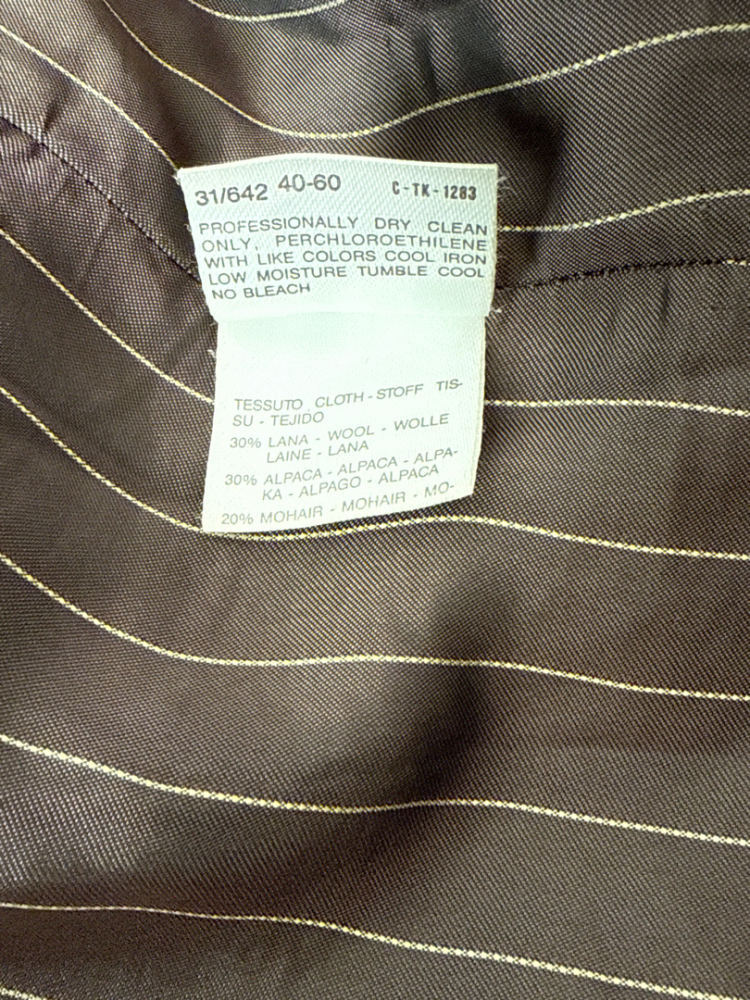 31/642 40-60 C-TK-1283
PROFESSIONALLY DRY CLEAN
ONLY, PERCHLOROETHILENE
WITH LIKE COLORS COOL IRON
LOW MOISTURE TUMBLE COOL
NO BLEACH
TESSUTO CLOTH-STOFF TIS-
SU - TEJIDO
30% LANA - WOOL - WOLLE
LAINE - LANA
30% ALPACA - ALPACA - ALPA-
KA - ALPAGO - ALPACA
20% MOHAIR - MOHAIR - MO-